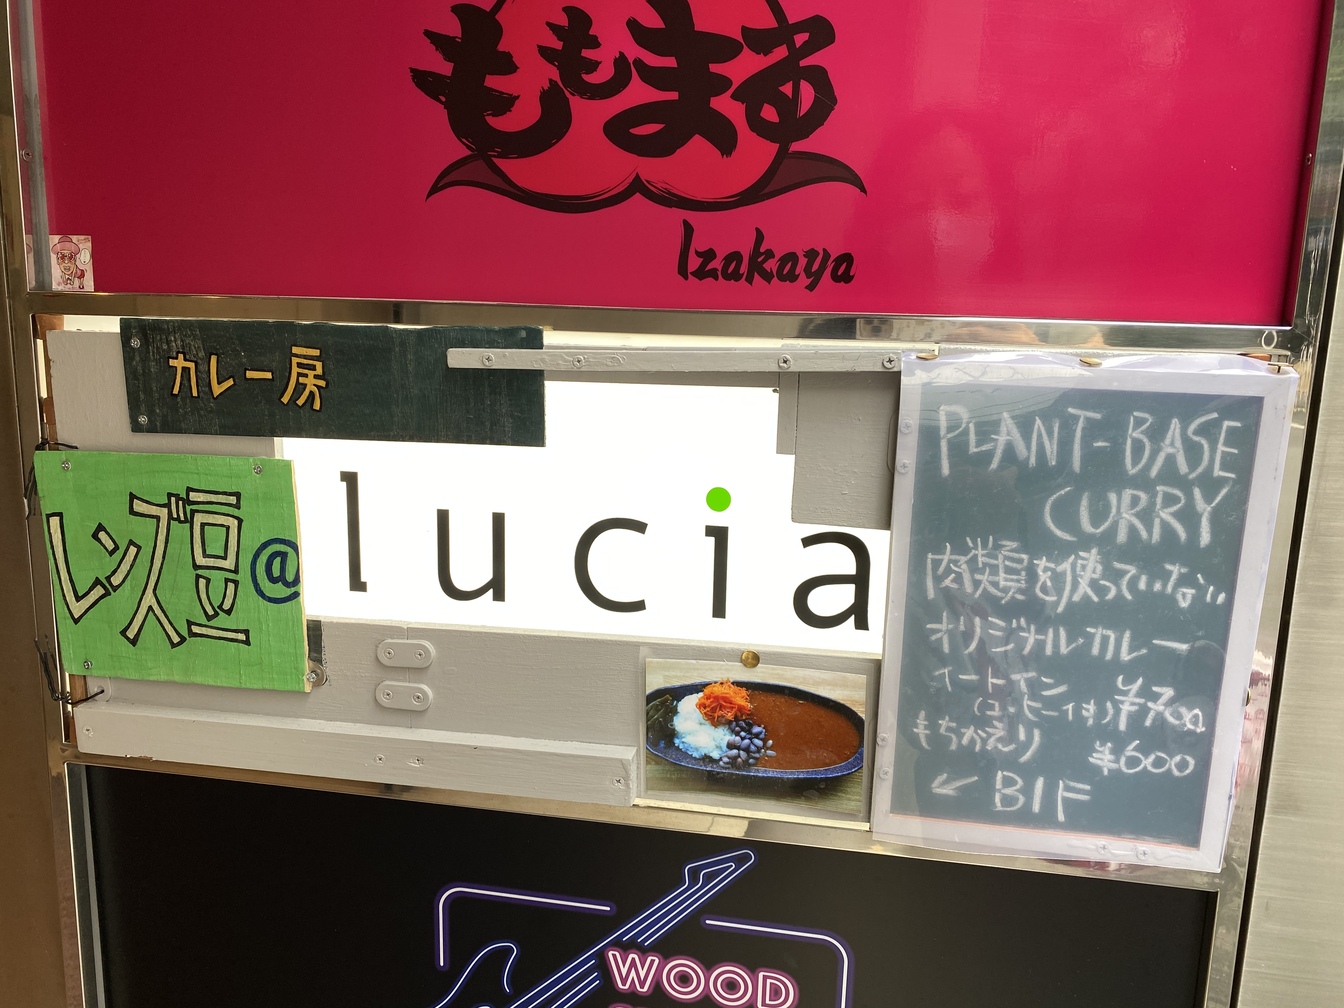 ももまる
Izakaya
カレー房
レンズ豆@
lucia
PLANT-BASE
CURRY
肉類を使っていない
オリジナルカレー
イートイン
(コーヒー付) ¥700
もちかえり ¥600
← B1F
WOOD